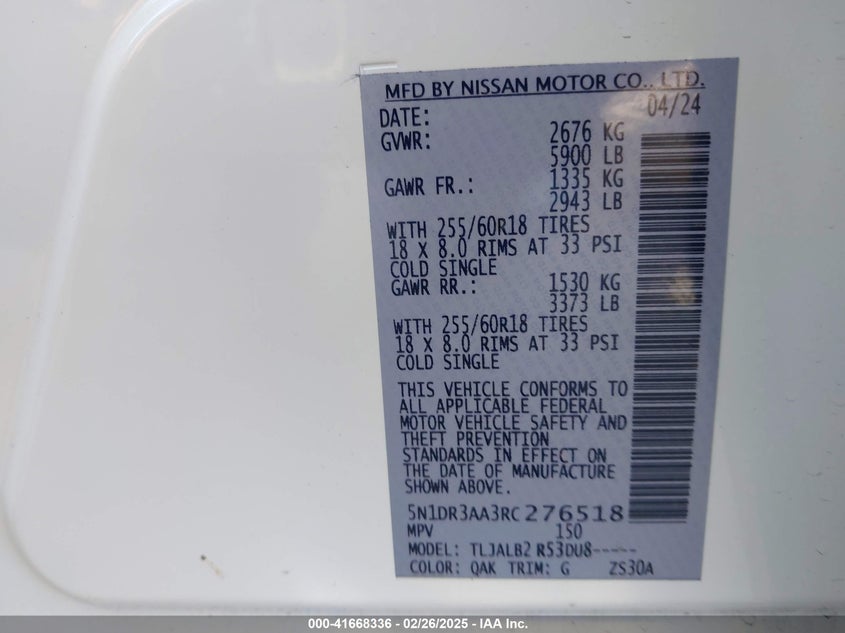 MFD BY NISSAN MOTOR CO., LTD.
DATE: 04/24
GVWR: 2676 KG
5900 LB
GAWR FR.: 1335 KG
2943 LB
WITH 255/60R18 TIRES
18 X 8.0 RIMS AT 33 PSI
COLD SINGLE
GAWR RR.: 1530 KG
3373 LB
WITH 255/60R18 TIRES
18 X 8.0 RIMS AT 33 PSI
COLD SINGLE
THIS VEHICLE CONFORMS TO
ALL APPLICABLE FEDERAL
MOTOR VEHICLE SAFETY AND
THEFT PREVENTION
STANDARDS IN EFFECT ON
THE DATE OF MANUFACTURE
SHOWN ABOVE.
5N1DR3AA3RC276518
MPV 150
MODEL: TLJALB2 R53DU8-----
COLOR: QAK TRIM: G ZS30A
000-41668336 - 02/26/2025 - IAA Inc.